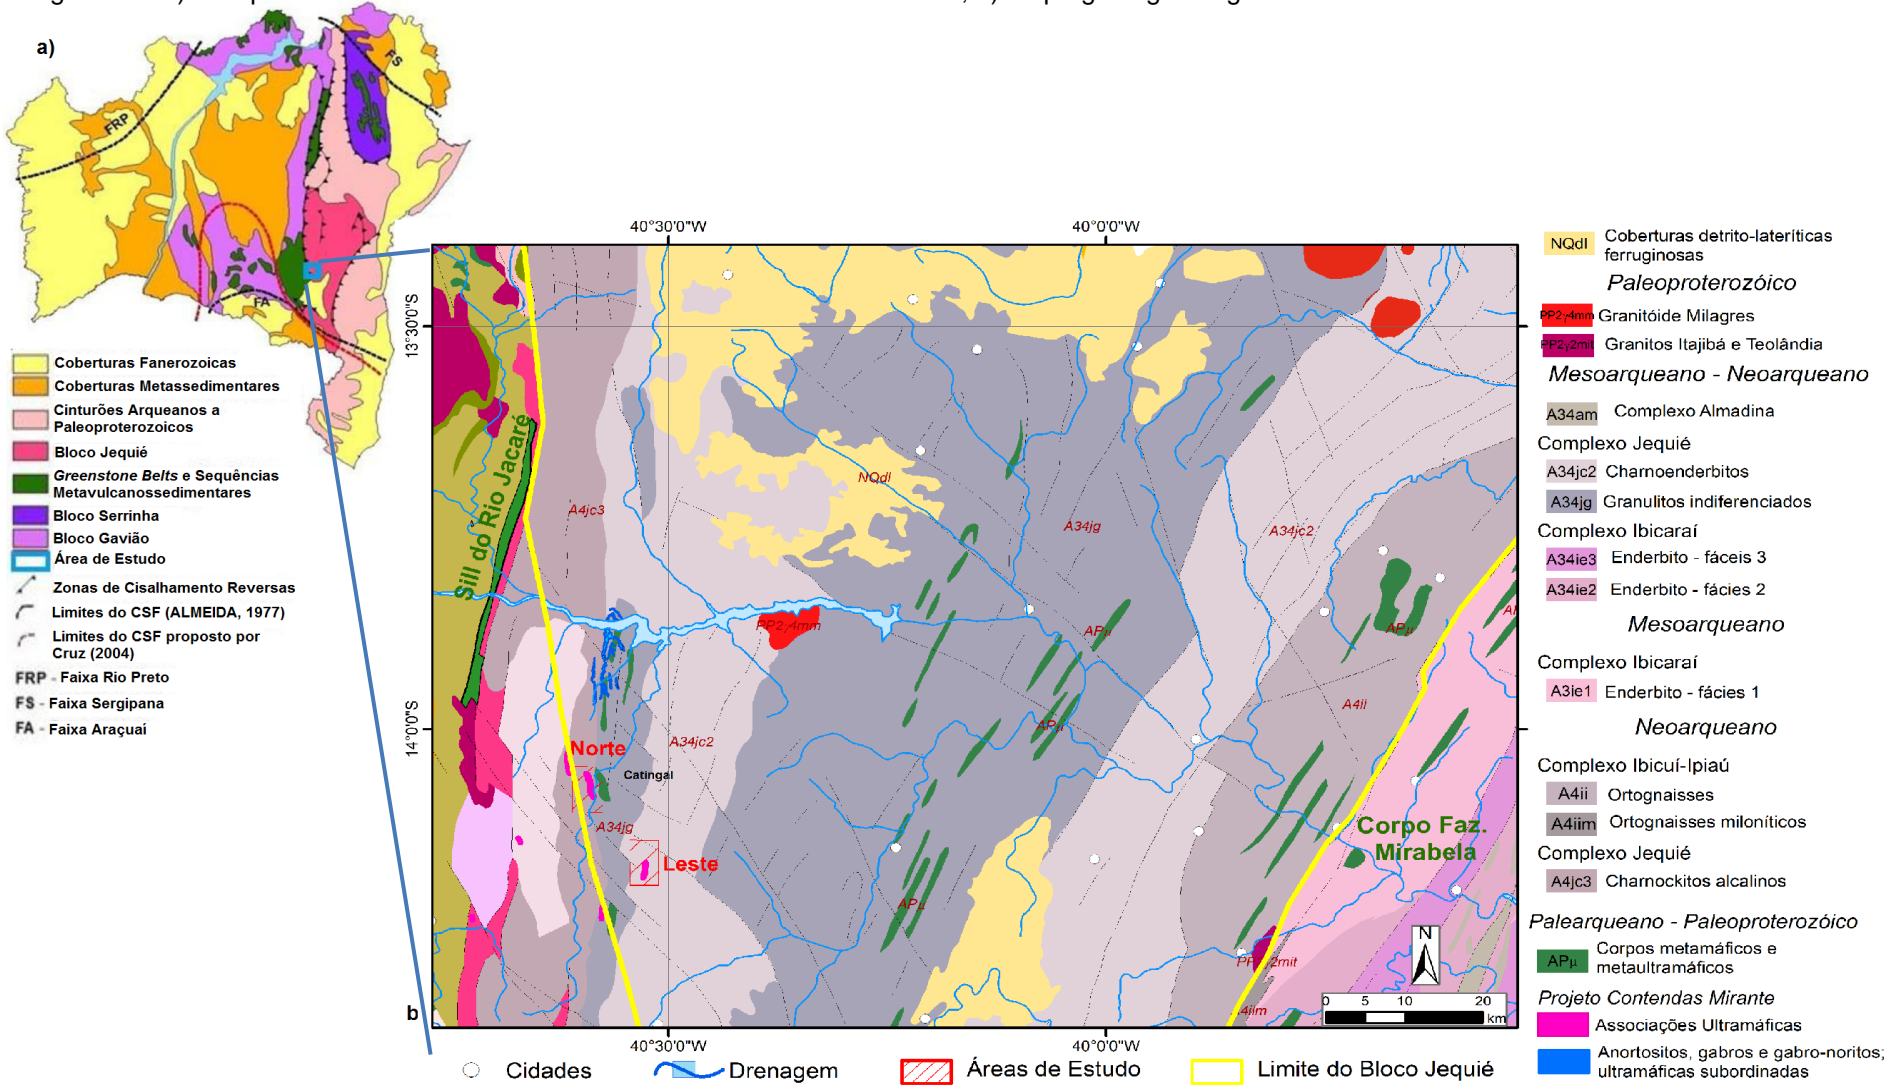 a)
FRP
FS
FA
Coberturas Fanerozoicas
Coberturas Metassedimentares
Cinturões Arqueanos a
Paleoproterozoicos
Bloco Jequié
Greenstone Belts e Sequências
Metavulcanossedimentares
Bloco Serrinha
Bloco Gavião
Área de Estudo
Zonas de Cisalhamento Reversas
Limites do CSF (ALMEIDA, 1977)
Limites do CSF proposto por
Cruz (2004)
FRP - Faixa Rio Preto
FS - Faixa Sergipana
FA - Faixa Araçuaí
40°30'0"W
40°0'0"W
13°30'0"S
14°0'0"S
Sill do Rio Jacaré
A4jc3
NQdl
A34jg
A34jc2
PP2γ4mm
APμ
APμ
A4ii
APμ
A34jc2
Norte
Catingal
A34jg
Leste
APμ
Corpo Faz.
Mirabela
N
0 5 10 20
km
b
40°30'0"W
40°0'0"W
Cidades
Drenagem
Áreas de Estudo
Limite do Bloco Jequié
NQdl
Coberturas detrito-lateríticas
ferruginosas
Paleoproterozóico
PP2γ4mm Granitóide Milagres
PP2γ2mit Granitos Itajibá e Teolândia
Mesoarqueano - Neoarqueano
A34am Complexo Almadina
Complexo Jequié
A34jc2 Charnoenderbitos
A34jg Granulitos indiferenciados
Complexo Ibicaraí
A34ie3 Enderbito - fáceis 3
A34ie2 Enderbito - fácies 2
Mesoarqueano
Complexo Ibicaraí
A3ie1 Enderbito - fácies 1
Neoarqueano
Complexo Ibicuí-Ipiaú
A4ii Ortognaisses
A4iim Ortognaisses miloníticos
Complexo Jequié
A4jc3 Charnockitos alcalinos
Palearqueano - Paleoproterozóico
APμ Corpos metamáficos e
metaultramáficos
Projeto Contendas Mirante
Associações Ultramáficas
Anortositos, gabros e gabro-noritos;
ultramáficas subordinadas